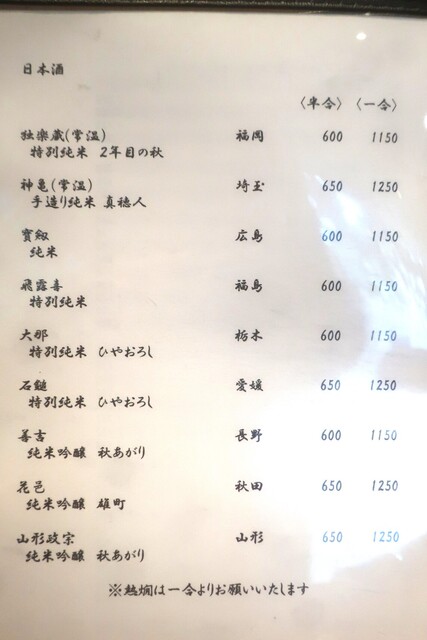 日本酒
〈半合〉 〈一合〉
独楽蔵(常温) 福岡 600 1150
特別純米 2年目の秋
神亀(常温) 埼玉 650 1250
手造り純米 真穂人
寳剱 広島 600 1150
純米
飛露喜 福島 600 1150
特別純米
大那 栃木 600 1150
特別純米 ひやおろし
石鎚 愛媛 650 1250
特別純米 ひやおろし
善吉 長野 600 1150
純米吟醸 秋あがり
花邑 秋田 650 1250
純米吟醸 雄町
山形政宗 山形 650 1250
純米吟醸 秋あがり
※熱燗は一合よりお願いいたします